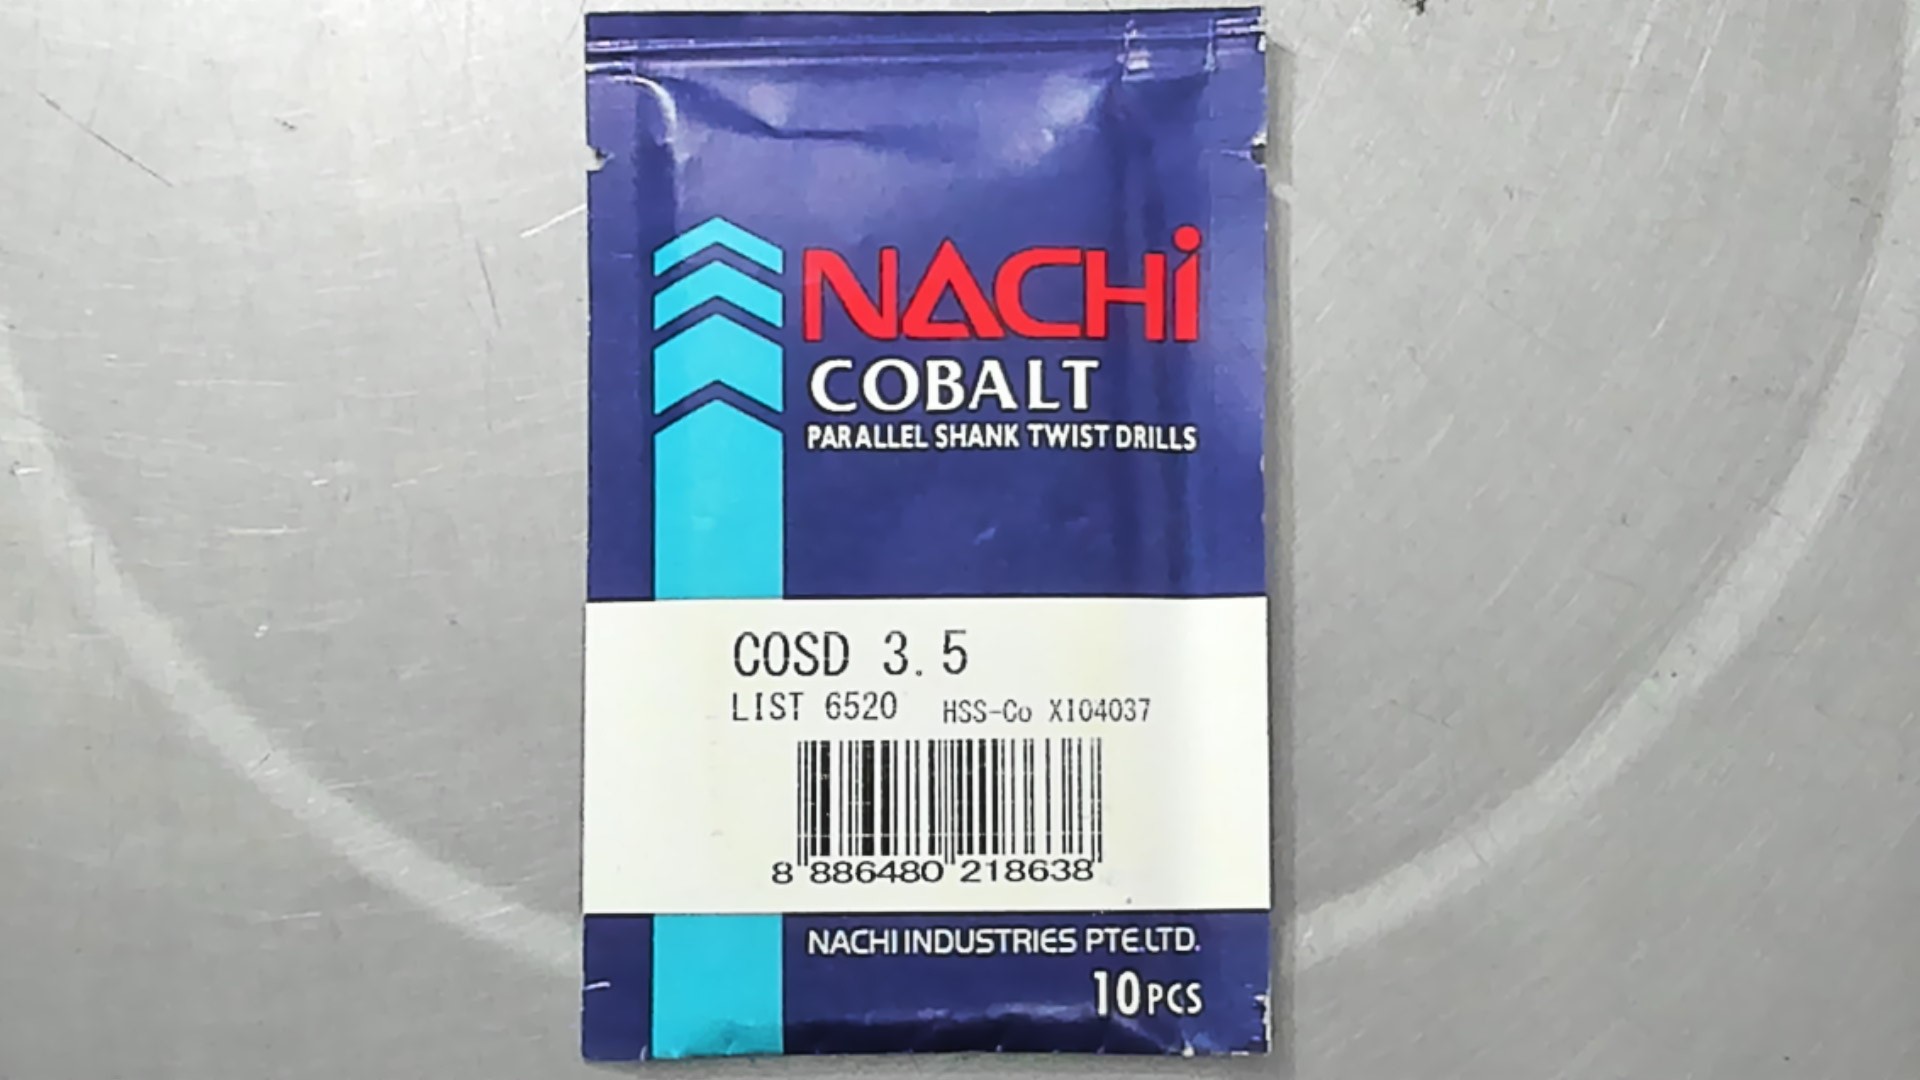 NACHi
COBALT
PARALLEL SHANK TWIST DRILLS
COSD 3.5
LIST 6520 HSS-Co X104037
8 886480 218638
NACHI INDUSTRIES PTE.LTD.
10PCS